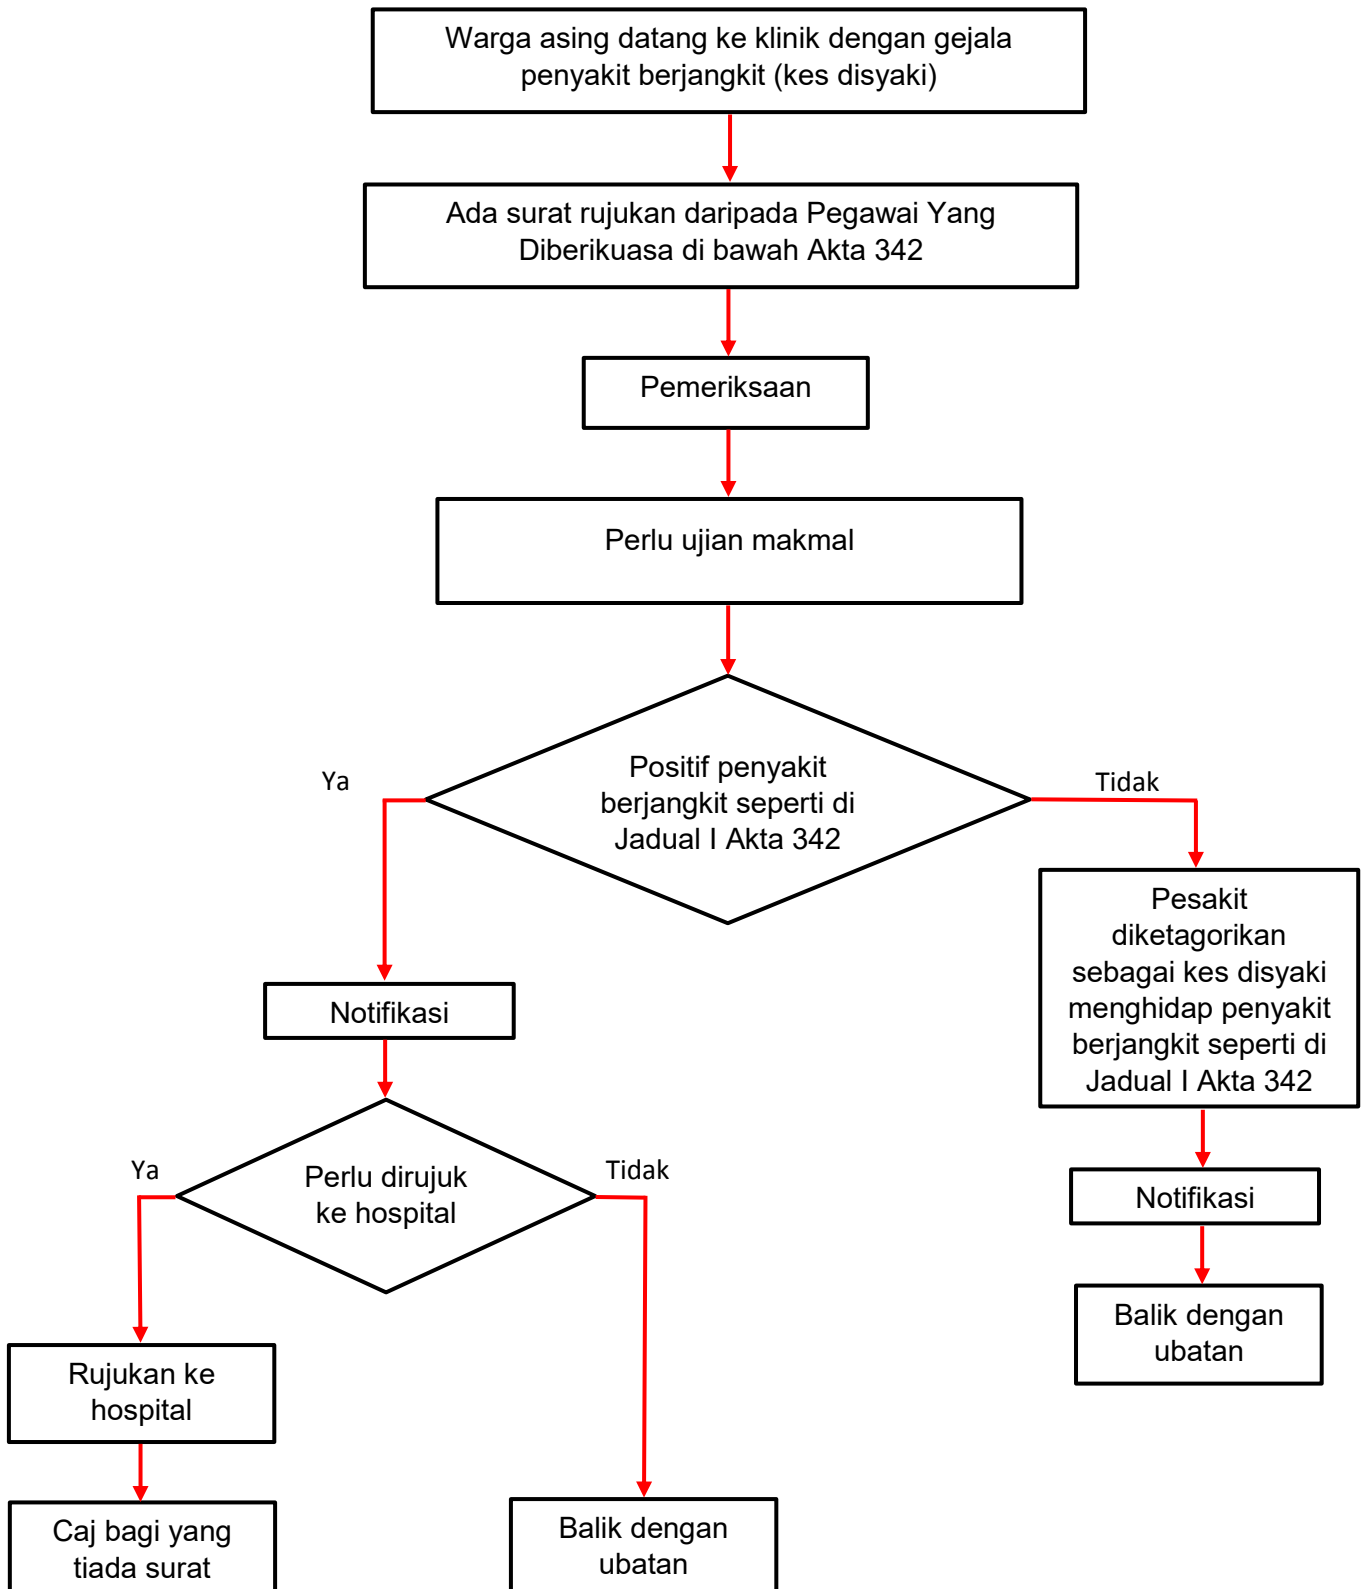 Warga asing datang ke klinik dengan gejala
penyakit berjangkit (kes disyaki)
Ada surat rujukan daripada Pegawai Yang
Diberikuasa di bawah Akta 342
Pemeriksaan
Perlu ujian makmal
Positif penyakit
berjangkit seperti di
Jadual I Akta 342
Ya
Tidak
Pesakit
diketagorikan
sebagai kes disyaki
menghidap penyakit
berjangkit seperti di
Jadual I Akta 342
Notifikasi
Perlu dirujuk
ke hospital
Ya
Tidak
Notifikasi
Balik dengan
ubatan
Rujukan ke
hospital
Caj bagi yang
tiada surat
Balik dengan
ubatan